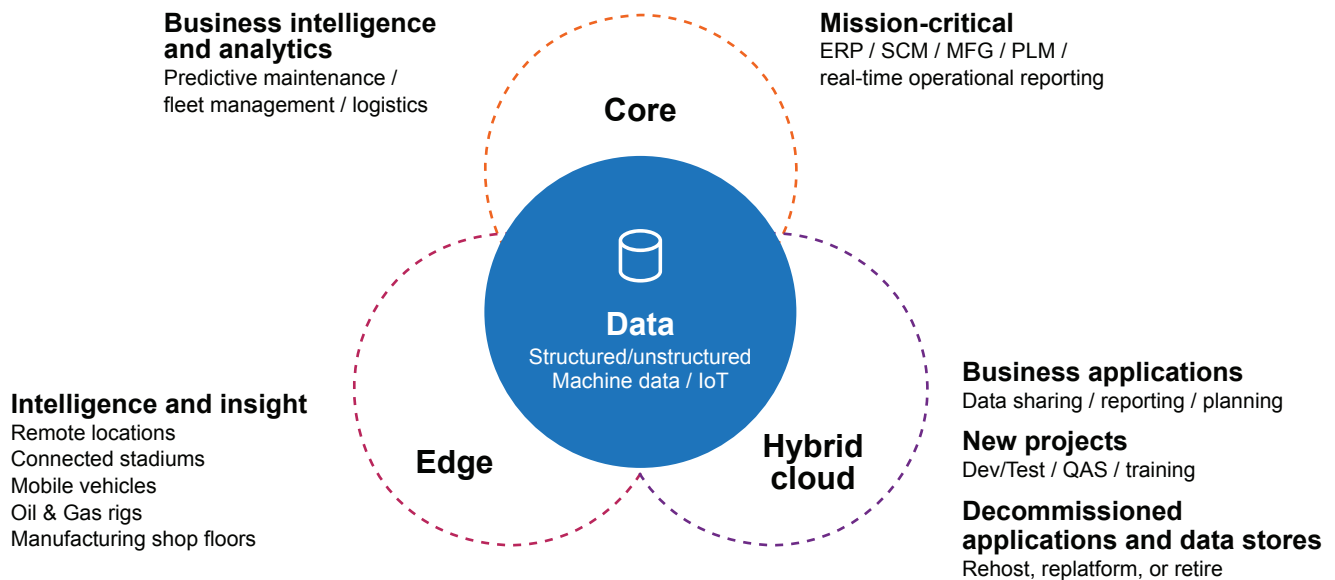 Business intelligence
and analytics
Predictive maintenance /
fleet management / logistics
Mission-critical
ERP / SCM / MFG / PLM /
real-time operational reporting
Core
Data
Structured/unstructured
Machine data / IoT
Intelligence and insight
Remote locations
Connected stadiums
Mobile vehicles
Oil & Gas rigs
Manufacturing shop floors
Edge
Hybrid
cloud
Business applications
Data sharing / reporting / planning
New projects
Dev/Test / QAS / training
Decommissioned
applications and data stores
Rehost, replatform, or retire